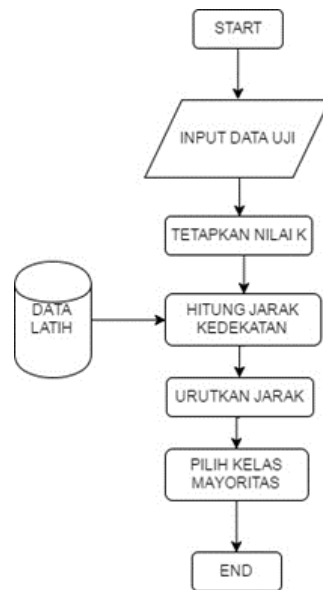 START
INPUT DATA UJI
TETAPKAN NILAI K
DATA
LATIH
HITUNG JARAK
KEDEKATAN
URUTKAN JARAK
PILIH KELAS
MAYORITAS
END